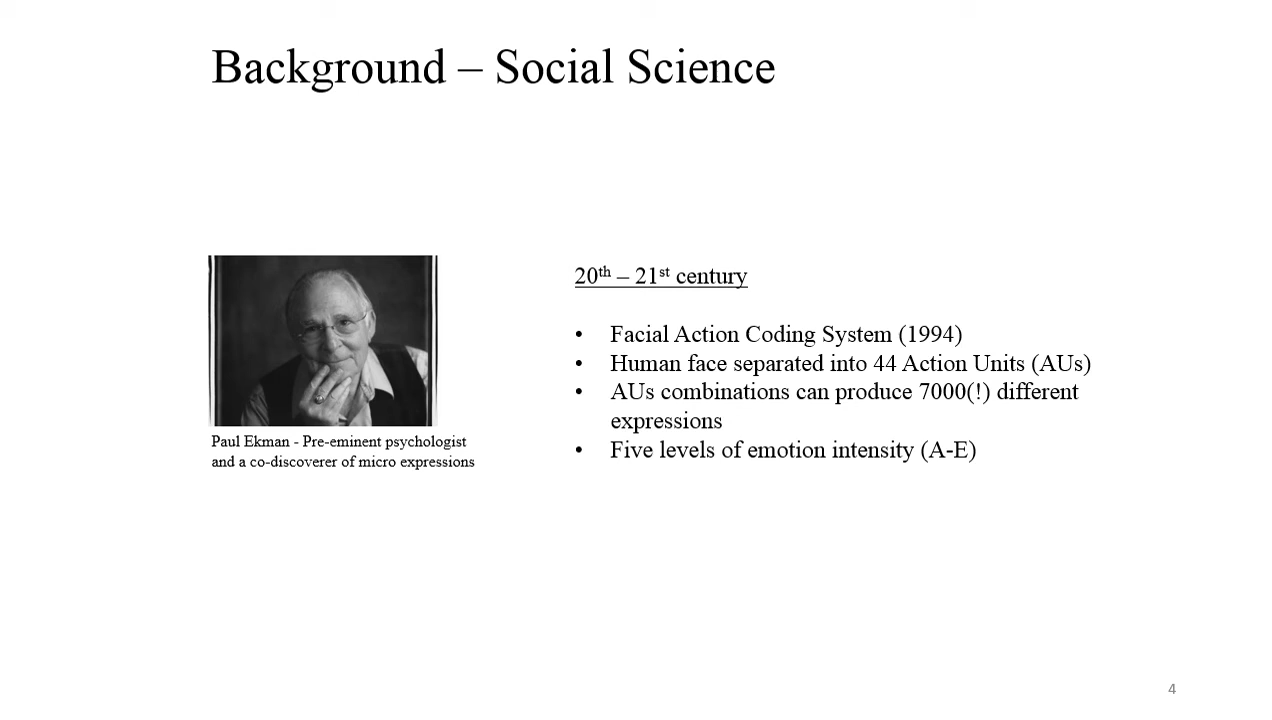 Background – Social Science
Paul Ekman - Pre-eminent psychologist
and a co-discoverer of micro expressions
20th – 21st century
• Facial Action Coding System (1994)
• Human face separated into 44 Action Units (AUs)
• AUs combinations can produce 7000(!) different
expressions
• Five levels of emotion intensity (A-E)
4